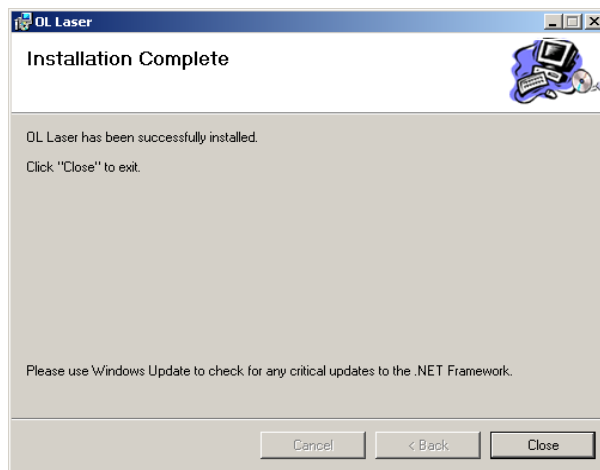 OL Laser
Installation Complete
OL Laser has been successfully installed.
Click "Close" to exit.
Please use Windows Update to check for any critical updates to the .NET Framework.
Cancel
< Back
Close